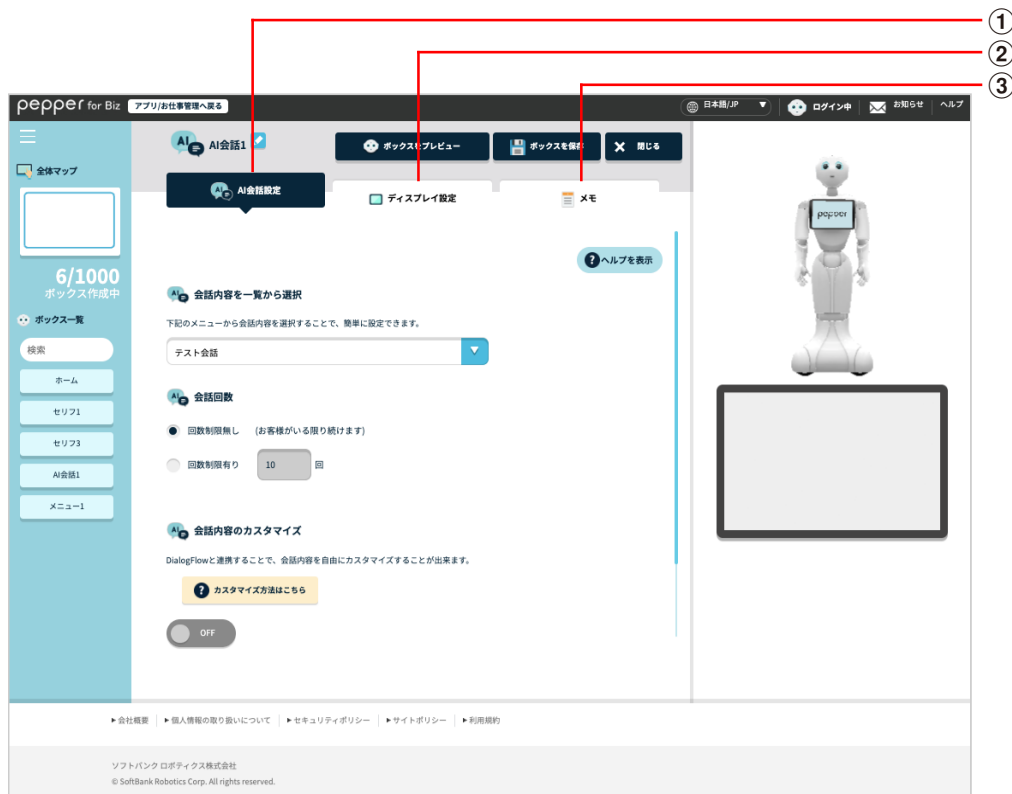 ①
②
③
pepper for Biz
アプリ/お仕事管理へ戻る
日本語/JP ▼
ログイン中
お知らせ
ヘルプ
全体マップ
6/1000
ボックス作成中
ボックス一覧
検索
ホーム
セリフ1
セリフ3
AI会話1
メニュー1
AI
AI会話1
ボックスをプレビュー
ボックスを保存
× 閉じる
AI
AI会話設定
ディスプレイ設定
メモ
? ヘルプを表示
AI
会話内容を一覧から選択
下記のメニューから会話内容を選択することで、簡単に設定できます。
テスト会話
AI
会話回数
回数制限無し (お客様がいる限り続けます)
回数制限有り 10 回
AI
会話内容のカスタマイズ
DialogFlowと連携することで、会話内容を自由にカスタマイズすることが出来ます。
? カスタマイズ方法はこちら
OFF
pepper
▶会社概要 ▶個人情報の取り扱いについて ▶セキュリティポリシー ▶サイトポリシー ▶利用規約
ソフトバンク ロボティクス株式会社
© SoftBank Robotics Corp. All rights reserved.